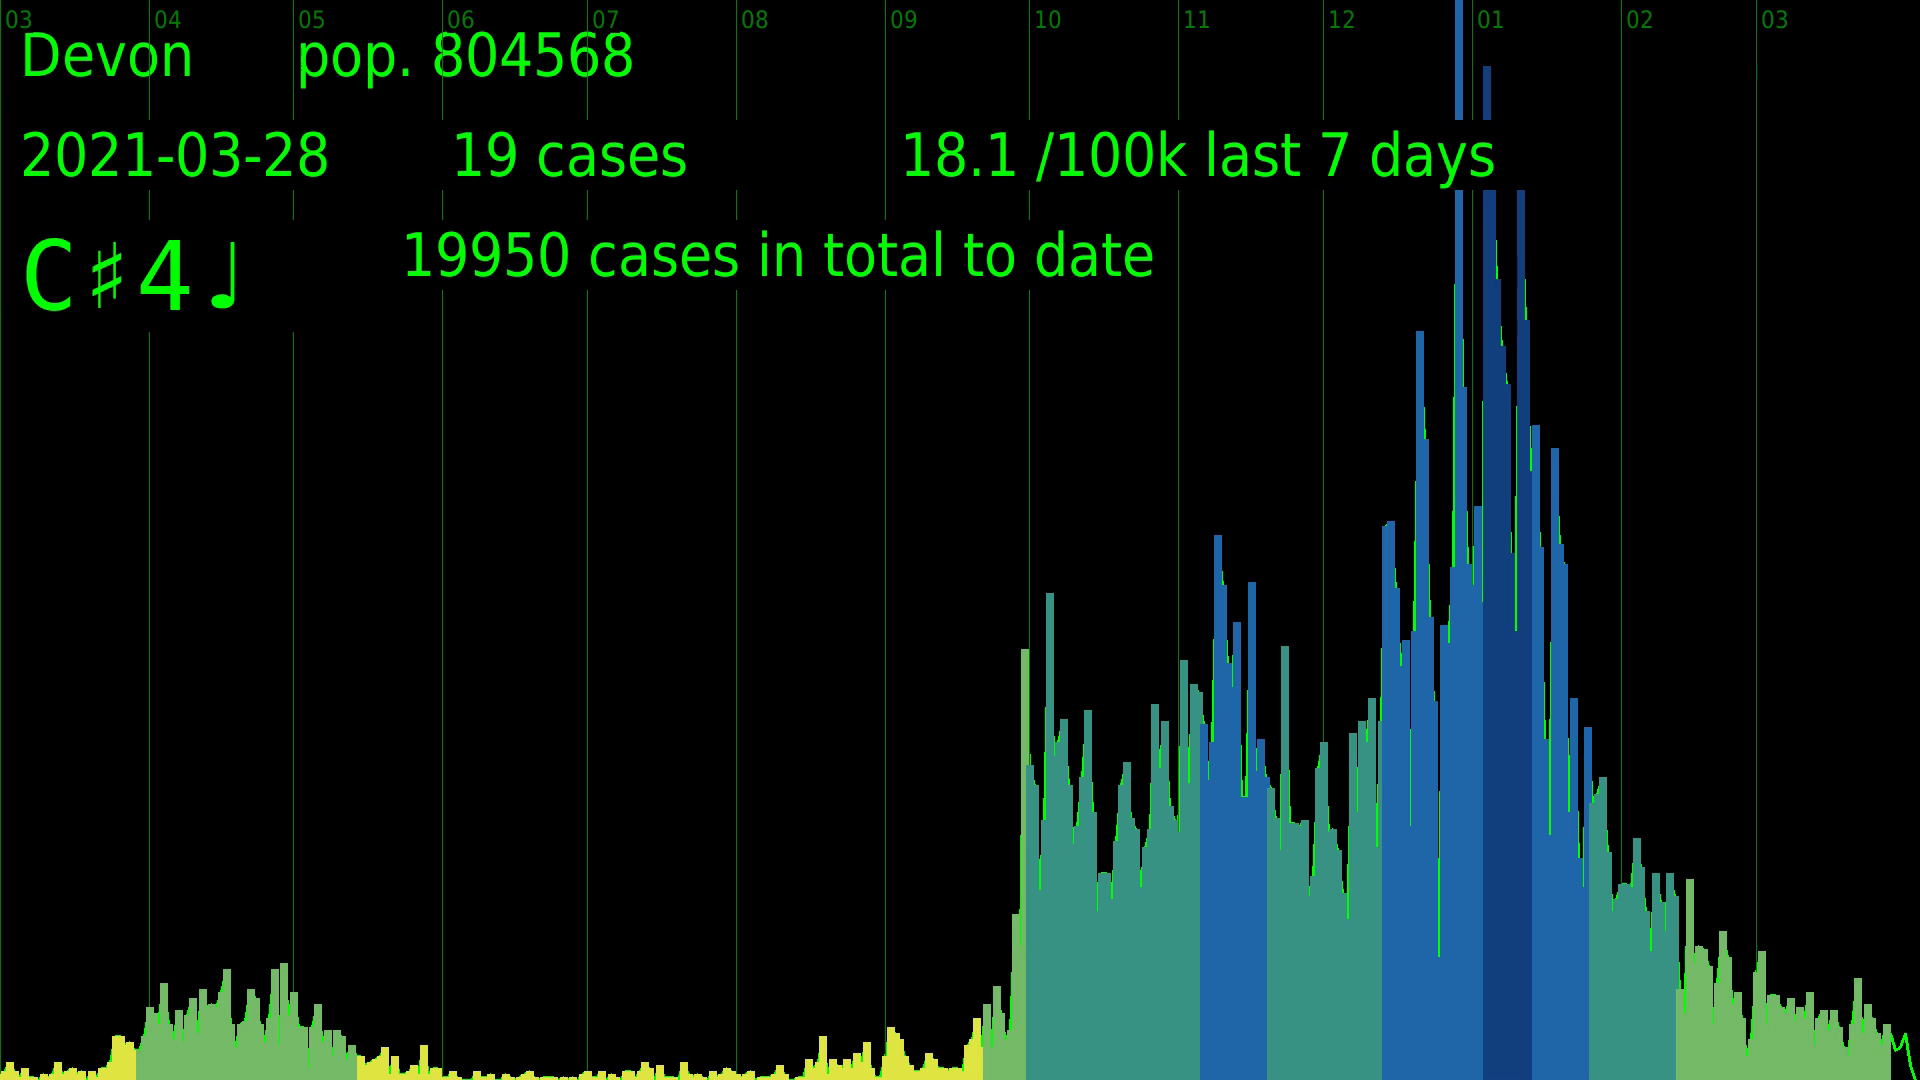 03 04 05 06 07 08 09 10 11 12 01 02 03
Devon pop. 804568
2021-03-28 19 cases 18.1 /100k last 7 days
C♯4♩ 19950 cases in total to date